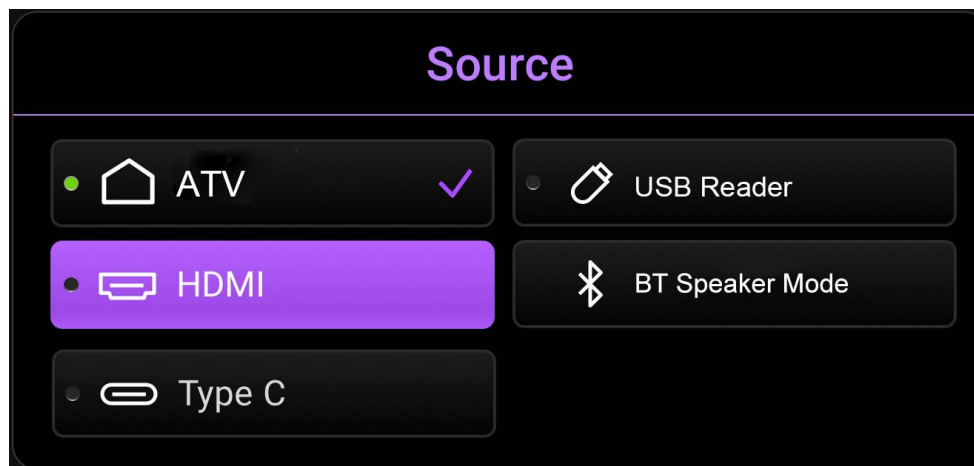 Source
ATV
USB Reader
HDMI
BT Speaker Mode
Type C